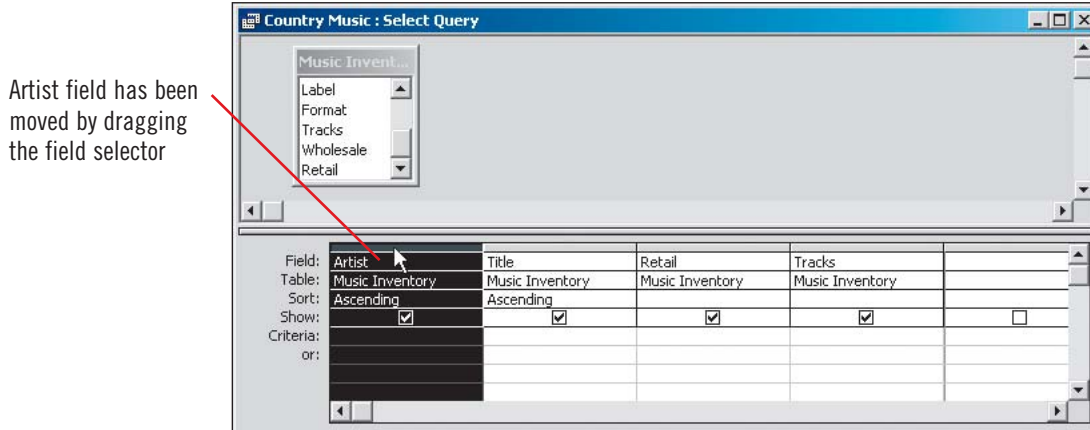 Country Music : Select Query
Music Invent...
Label
Format
Tracks
Wholesale
Retail
Artist field has been
moved by dragging
the field selector
Field: Artist Title Retail Tracks
Table: Music Inventory Music Inventory Music Inventory Music Inventory
Sort: Ascending Ascending
Show:
Criteria:
or: